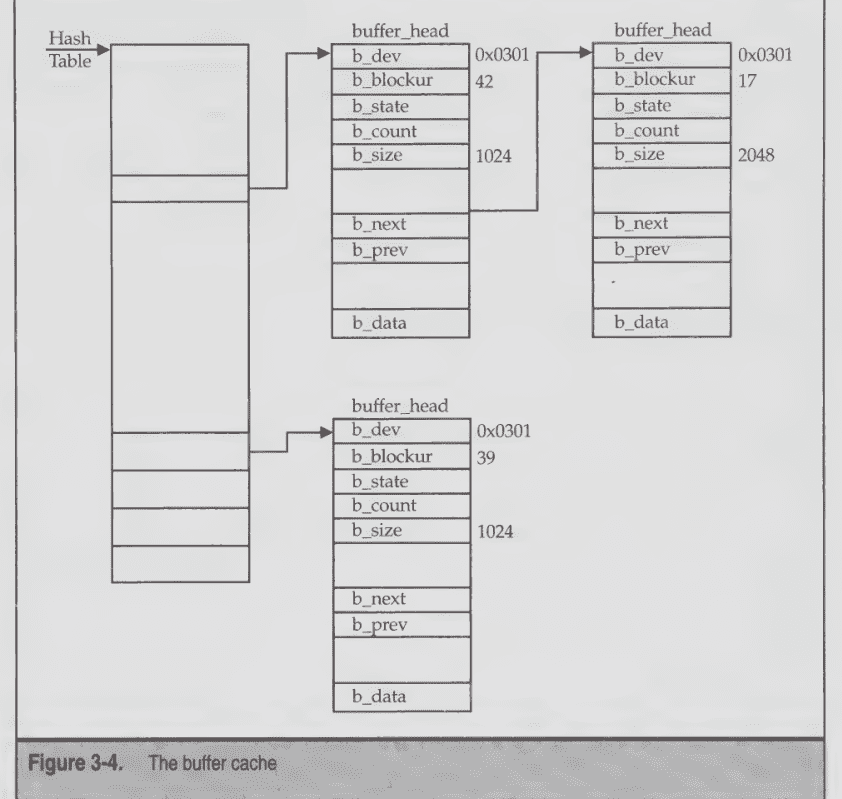 Hash
Table
buffer_head
b_dev 0x0301
b_blockur 42
b_state
b_count
b_size 1024
b_next
b_prev
b_data
buffer_head
b_dev 0x0301
b_blockur 17
b_state
b_count
b_size 2048
b_next
b_prev
b_data
buffer_head
b_dev 0x0301
b_blockur 39
b_state
b_count
b_size 1024
b_next
b_prev
b_data
Figure 3-4. The buffer cache